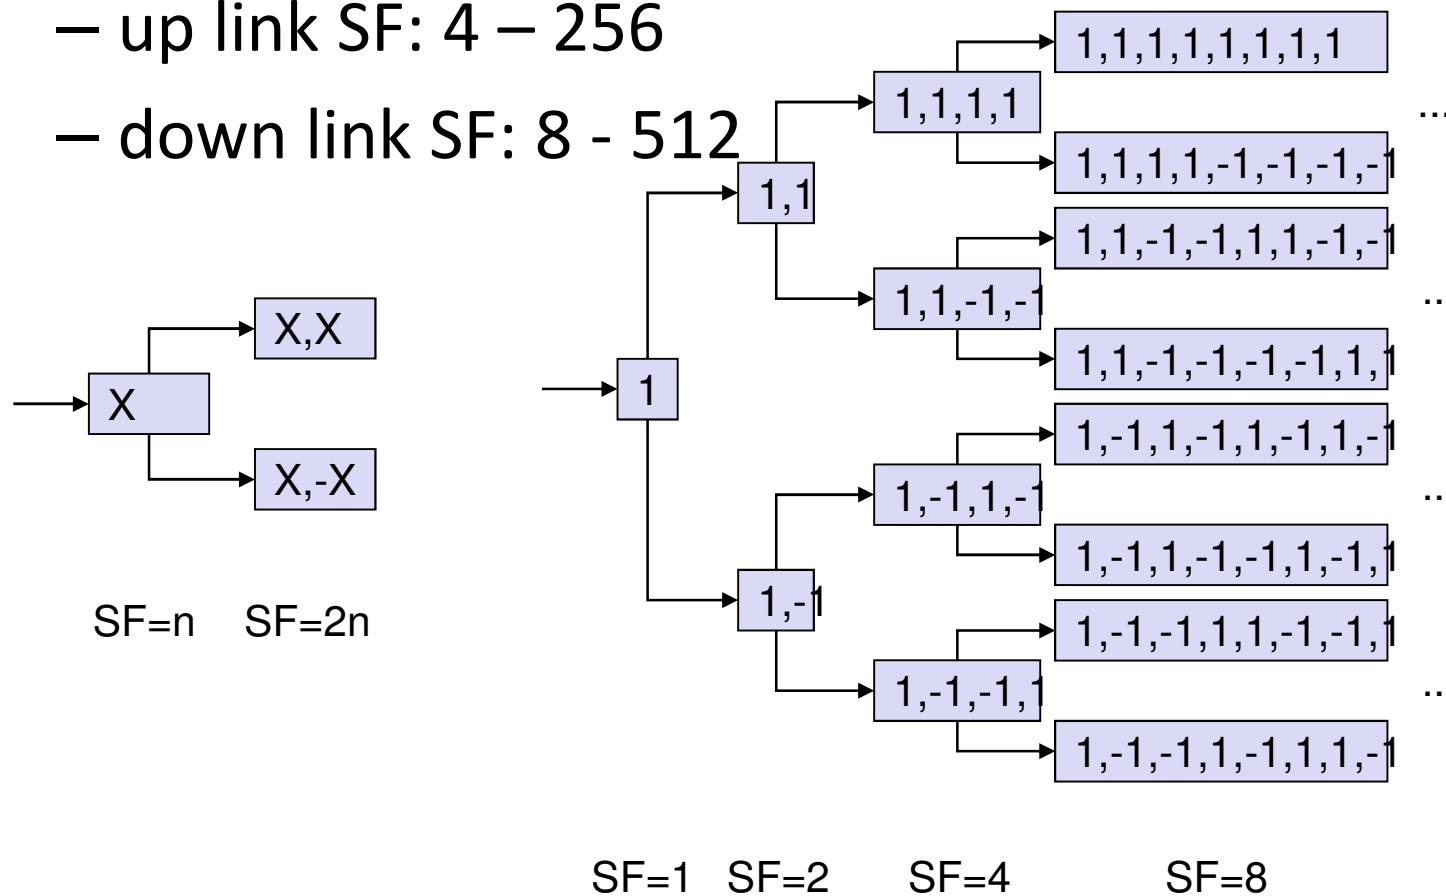 – up link SF: 4 – 256
– down link SF: 8 - 512
X
X,X
X,-X
SF=n
SF=2n
1
1,1
1,-1
1,1,1,1
1,1,-1,-1
1,-1,1,-1
1,-1,-1,1
1,1,1,1,1,1,1,1
1,1,1,1,-1,-1,-1,-1
1,1,-1,-1,1,1,-1,-1
1,1,-1,-1,-1,-1,1,1
1,-1,1,-1,1,-1,1,-1
1,-1,1,-1,-1,1,-1,1
1,-1,-1,1,1,-1,-1,1
1,-1,-1,1,-1,1,1,-1
...
..
..
..
SF=1
SF=2
SF=4
SF=8